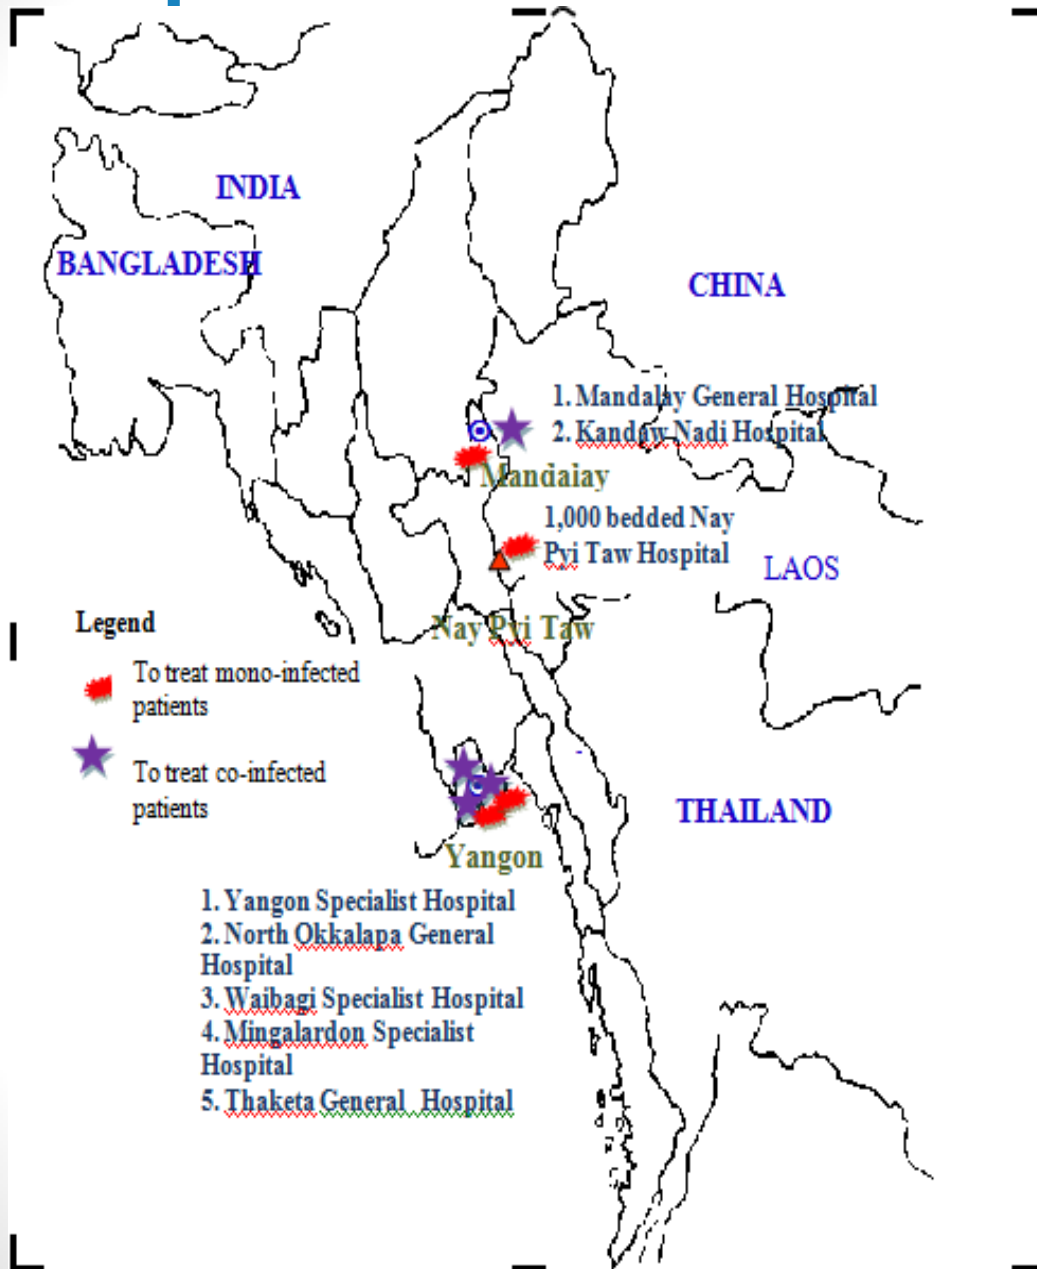 INDIA
BANGLADESH
CHINA
1. Mandalay General Hospital
2. Kandaw Nadi Hospital
Mandalay
1,000 bedded Nay
Pyi Taw Hospital
LAOS
Nay Pyi Taw
Legend
To treat mono-infected
patients
To treat co-infected
patients
THAILAND
Yangon
1. Yangon Specialist Hospital
2. North Okkalapa General
Hospital
3. Waibagi Specialist Hospital
4. Mingalardon Specialist
Hospital
5. Thaketa General Hospital